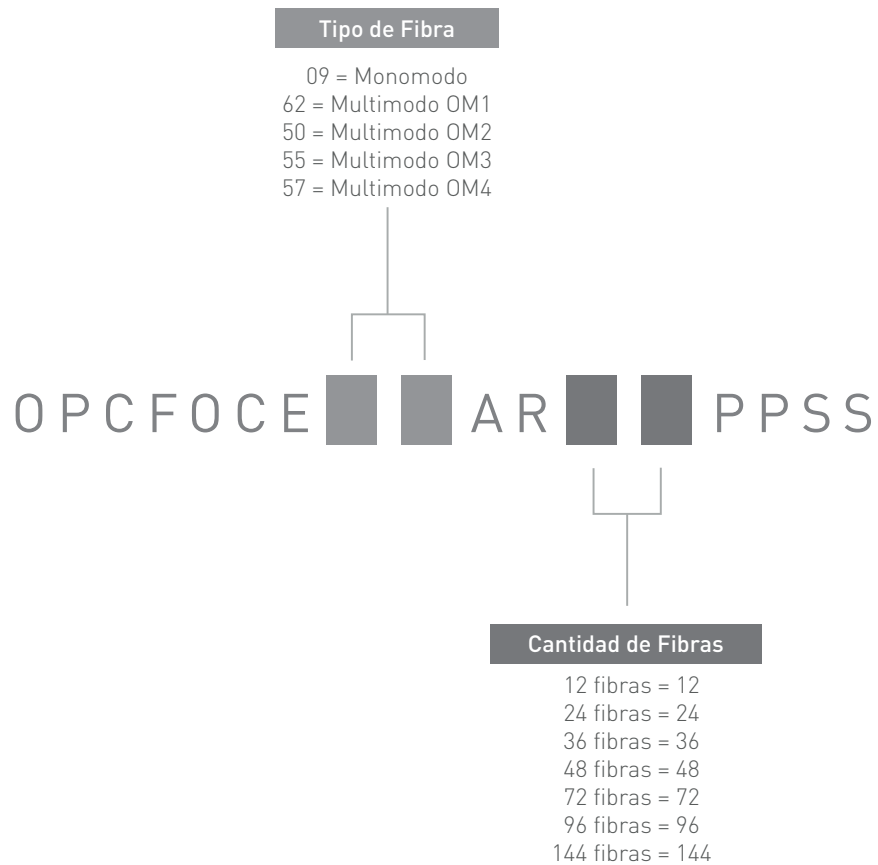 Tipo de Fibra
09 = Monomodo
62 = Multimodo OM1
50 = Multimodo OM2
55 = Multimodo OM3
57 = Multimodo OM4
OPCFOCE AR PPSS
Cantidad de Fibras
12 fibras = 12
24 fibras = 24
36 fibras = 36
48 fibras = 48
72 fibras = 72
96 fibras = 96
144 fibras = 144